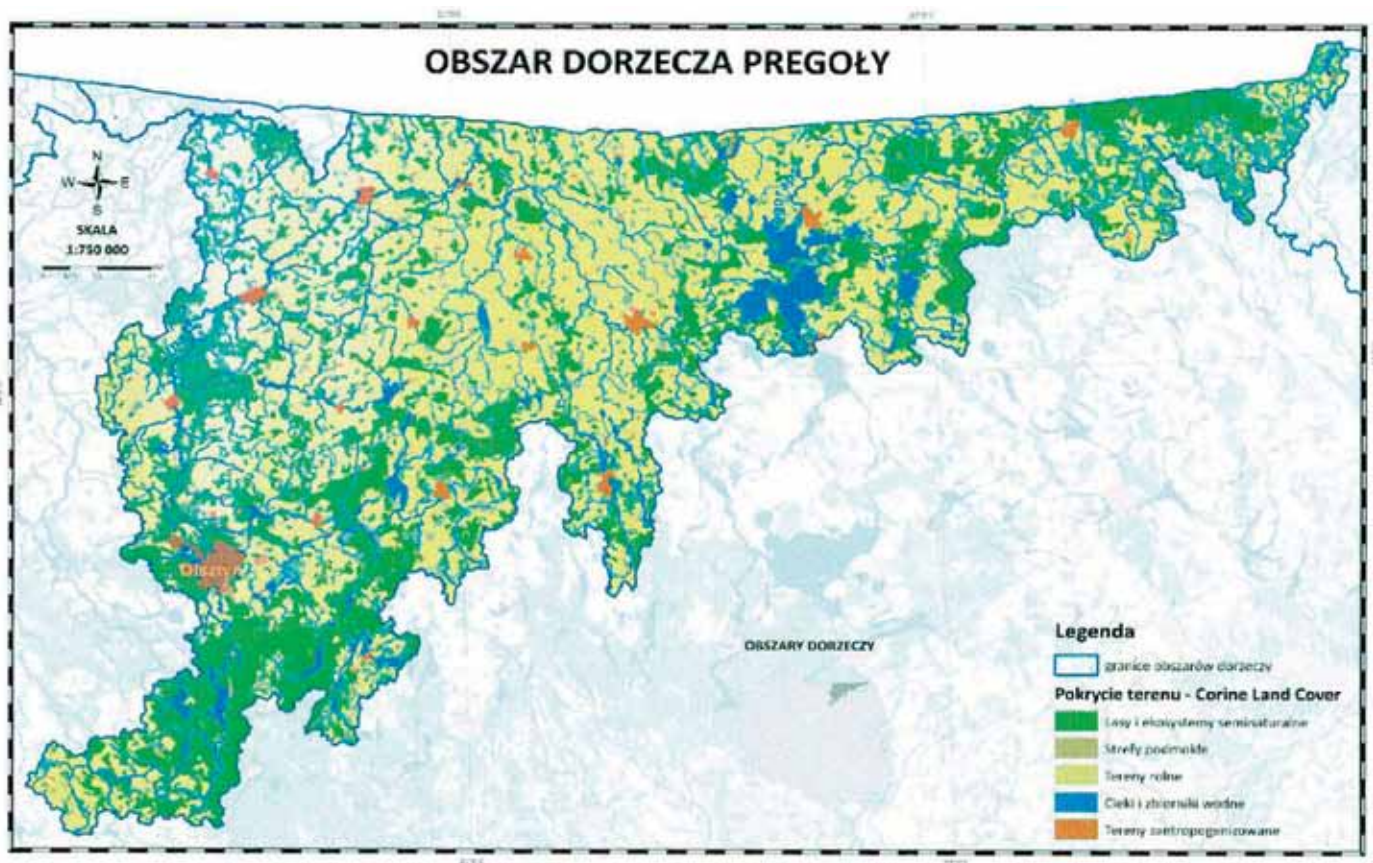 OBSZAR DORZECZA PREGOŁY
N
W E
S
SKALA
1:750 000
Olsztyn
OBSZARY DORZECZY
Legenda
granice obszarów dorzeczy
Pokrycie terenu - Corine Land Cover
Lasy i ekosystemy seminaturalne
Strefy podmokłe
Tereny rolne
Cieki i zbiorniki wodne
Tereny zantropogenizowane